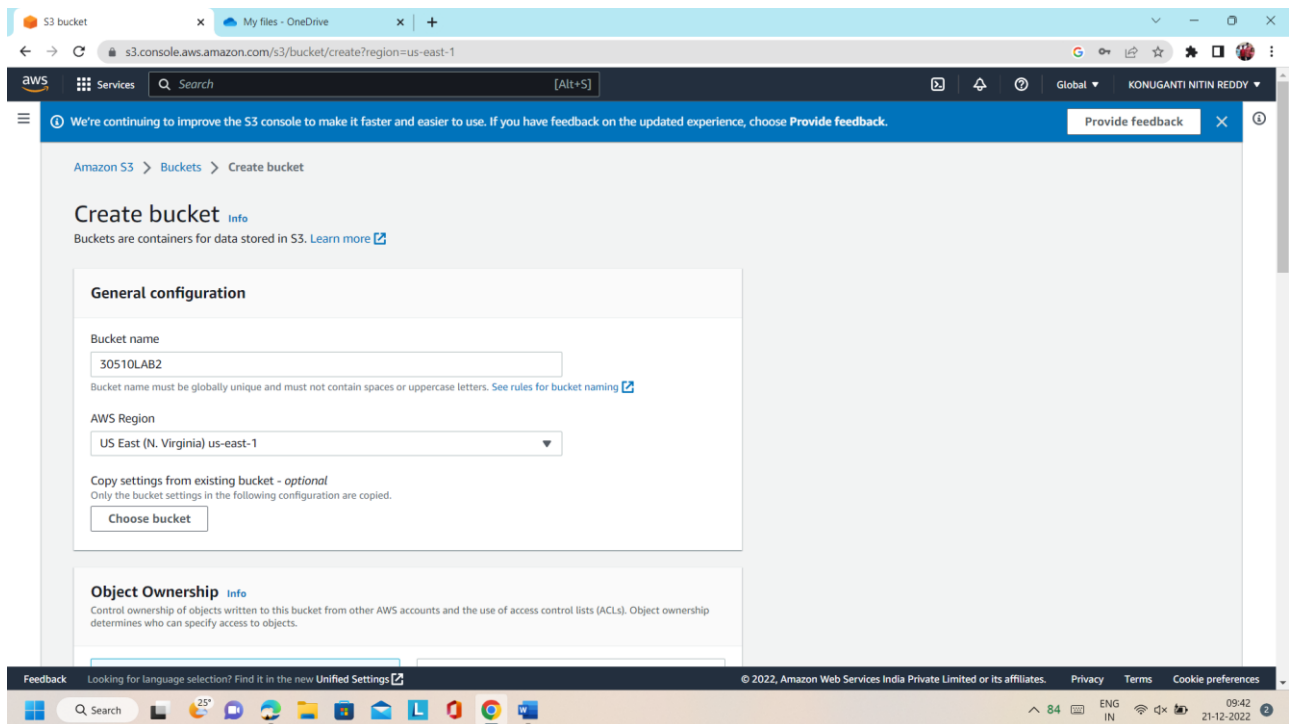 S3 bucket
My files - OneDrive
s3.console.aws.amazon.com/s3/bucket/create?region=us-east-1
aws
Services
Search
[Alt+S]
Global
KONUGANTI NITIN REDDY
We're continuing to improve the S3 console to make it faster and easier to use. If you have feedback on the updated experience, choose Provide feedback.
Provide feedback
Amazon S3 > Buckets > Create bucket
Create bucket Info
Buckets are containers for data stored in S3. Learn more
General configuration
Bucket name
30510LAB2
Bucket name must be globally unique and must not contain spaces or uppercase letters. See rules for bucket naming
AWS Region
US East (N. Virginia) us-east-1
Copy settings from existing bucket - optional
Only the bucket settings in the following configuration are copied.
Choose bucket
Object Ownership Info
Control ownership of objects written to this bucket from other AWS accounts and the use of access control lists (ACLs). Object ownership
determines who can specify access to objects.
Feedback
Looking for language selection? Find it in the new Unified Settings
© 2022, Amazon Web Services India Private Limited or its affiliates.
Privacy
Terms
Cookie preferences
Search
25°
84
ENG
IN
09:42
21-12-2022
2